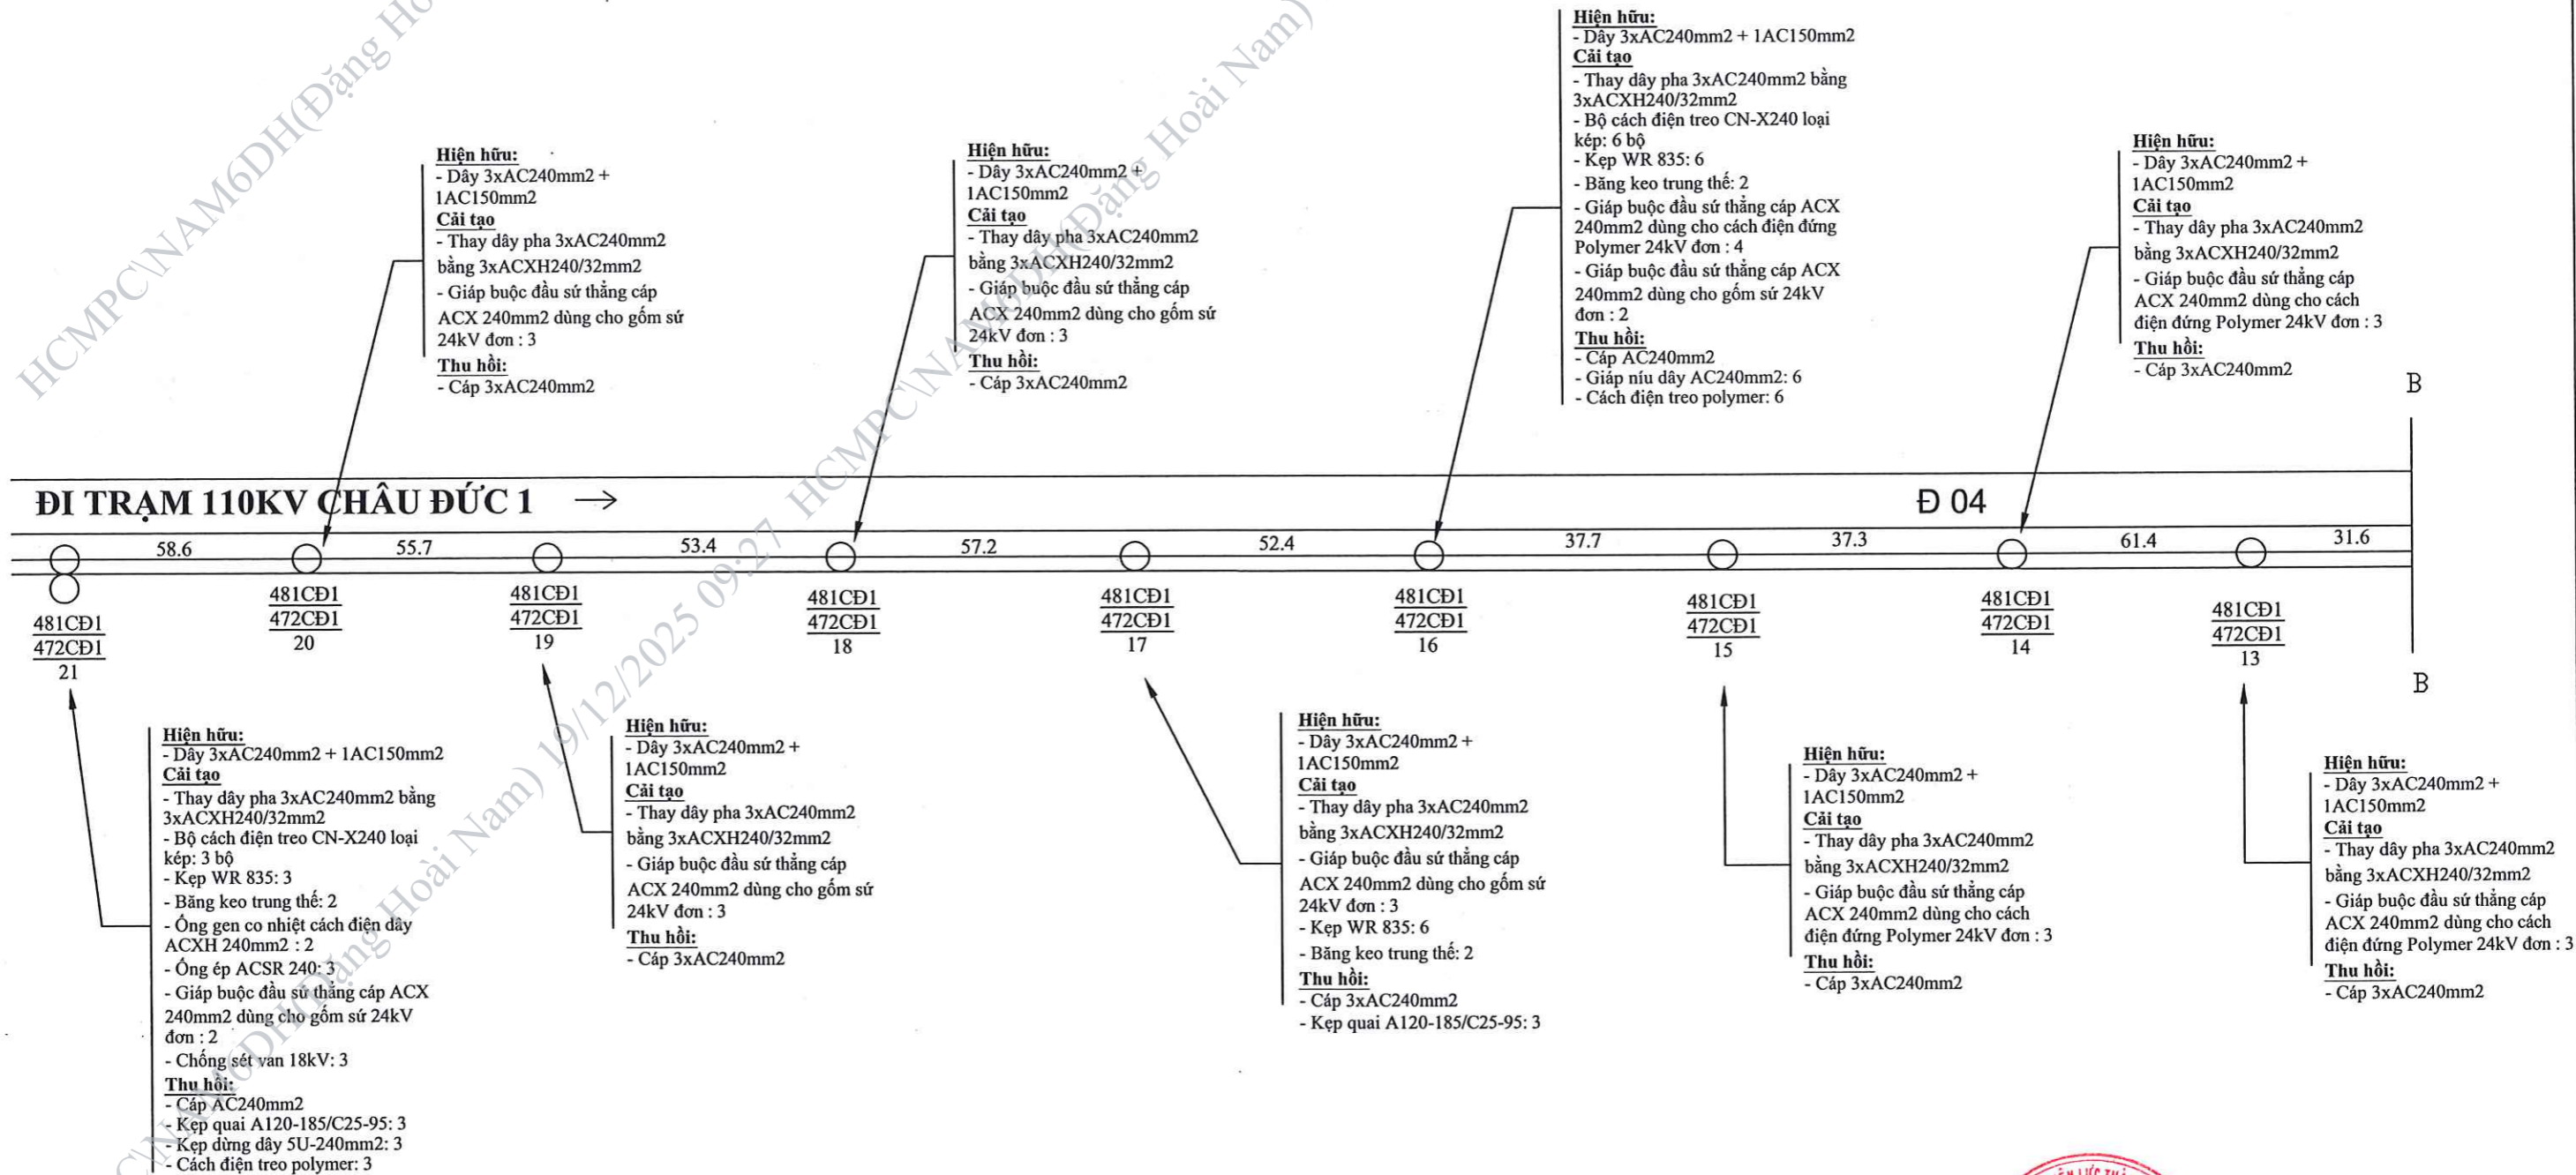 HCMPC\NAM6DH(Đặng Ho
HCMPC\NAM6DH(Đặng Hoài Nam) 19/12/2025 09:27 HCMPC\NAM6DH(Đặng Hoài Nam)
Hiện hữu:
- Dây 3xAC240mm2 +
1AC150mm2
Cải tạo
- Thay dây pha 3xAC240mm2
bằng 3xACXH240/32mm2
- Giáp buộc đầu sứ thẳng cáp
ACX 240mm2 dùng cho gốm sứ
24kV đơn : 3
Thu hồi:
- Cáp 3xAC240mm2
Hiện hữu:
- Dây 3xAC240mm2 +
1AC150mm2
Cải tạo
- Thay dây pha 3xAC240mm2
bằng 3xACXH240/32mm2
- Giáp buộc đầu sứ thẳng cáp
ACX 240mm2 dùng cho gốm sứ
24kV đơn : 3
Thu hồi:
- Cáp 3xAC240mm2
Hiện hữu:
- Dây 3xAC240mm2 + 1AC150mm2
Cải tạo
- Thay dây pha 3xAC240mm2 bằng
3xACXH240/32mm2
- Bộ cách điện treo CN-X240 loại
kép: 6 bộ
- Kẹp WR 835: 6
- Băng keo trung thế: 2
- Giáp buộc đầu sứ thẳng cáp ACX
240mm2 dùng cho cách điện đứng
Polymer 24kV đơn : 4
- Giáp buộc đầu sứ thẳng cáp ACX
240mm2 dùng cho gốm sứ 24kV
đơn : 2
Thu hồi:
- Cáp AC240mm2
- Giáp níu dây AC240mm2: 6
- Cách điện treo polymer: 6
Hiện hữu:
- Dây 3xAC240mm2 +
1AC150mm2
Cải tạo
- Thay dây pha 3xAC240mm2
bằng 3xACXH240/32mm2
- Giáp buộc đầu sứ thẳng cáp
ACX 240mm2 dùng cho cách
điện đứng Polymer 24kV đơn : 3
Thu hồi:
- Cáp 3xAC240mm2
B
ĐI TRẠM 110KV CHÂU ĐỨC 1 →
Đ 04
58.6 55.7 53.4 57.2 52.4 37.7 37.3 61.4 31.6
481CĐ1
472CĐ1
21
481CĐ1
472CĐ1
20
481CĐ1
472CĐ1
19
481CĐ1
472CĐ1
18
481CĐ1
472CĐ1
17
481CĐ1
472CĐ1
16
481CĐ1
472CĐ1
15
481CĐ1
472CĐ1
14
481CĐ1
472CĐ1
13
B
Hiện hữu:
- Dây 3xAC240mm2 + 1AC150mm2
Cải tạo
- Thay dây pha 3xAC240mm2 bằng
3xACXH240/32mm2
- Bộ cách điện treo CN-X240 loại
kép: 3 bộ
- Kẹp WR 835: 3
- Băng keo trung thế: 2
- Ống gen co nhiệt cách điện dây
ACXH 240mm2 : 2
- Ống ép ACSR 240: 3
- Giáp buộc đầu sứ thẳng cáp ACX
240mm2 dùng cho gốm sứ 24kV
đơn : 2
- Chống sét van 18kV: 3
Thu hồi:
- Cáp AC240mm2
- Kẹp quai A120-185/C25-95: 3
- Kẹp dừng dây 5U-240mm2: 3
- Cách điện treo polymer: 3
Hiện hữu:
- Dây 3xAC240mm2 +
1AC150mm2
Cải tạo
- Thay dây pha 3xAC240mm2
bằng 3xACXH240/32mm2
- Giáp buộc đầu sứ thẳng cáp
ACX 240mm2 dùng cho gốm sứ
24kV đơn : 3
Thu hồi:
- Cáp 3xAC240mm2
Hiện hữu:
- Dây 3xAC240mm2 +
1AC150mm2
Cải tạo
- Thay dây pha 3xAC240mm2
bằng 3xACXH240/32mm2
- Giáp buộc đầu sứ thẳng cáp
ACX 240mm2 dùng cho gốm sứ
24kV đơn : 3
- Kẹp WR 835: 6
- Băng keo trung thế: 2
Thu hồi:
- Cáp 3xAC240mm2
- Kẹp quai A120-185/C25-95: 3
Hiện hữu:
- Dây 3xAC240mm2 +
1AC150mm2
Cải tạo
- Thay dây pha 3xAC240mm2
bằng 3xACXH240/32mm2
- Giáp buộc đầu sứ thẳng cáp
ACX 240mm2 dùng cho cách
điện đứng Polymer 24kV đơn : 3
Thu hồi:
- Cáp 3xAC240mm2
Hiện hữu:
- Dây 3xAC240mm2 +
1AC150mm2
Cải tạo
- Thay dây pha 3xAC240mm2
bằng 3xACXH240/32mm2
- Giáp buộc đầu sứ thẳng cáp
ACX 240mm2 dùng cho cách
điện đứng Polymer 24kV đơn : 3
Thu hồi:
- Cáp 3xAC240mm2